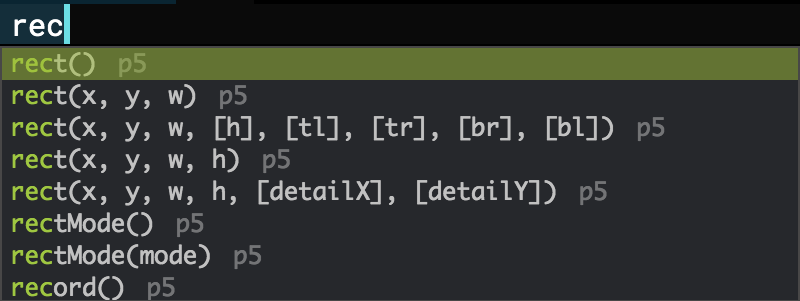 rec
rect() p5
rect(x, y, w) p5
rect(x, y, w, [h], [tl], [tr], [br], [bl]) p5
rect(x, y, w, h) p5
rect(x, y, w, h, [detailX], [detailY]) p5
rectMode() p5
rectMode(mode) p5
record() p5